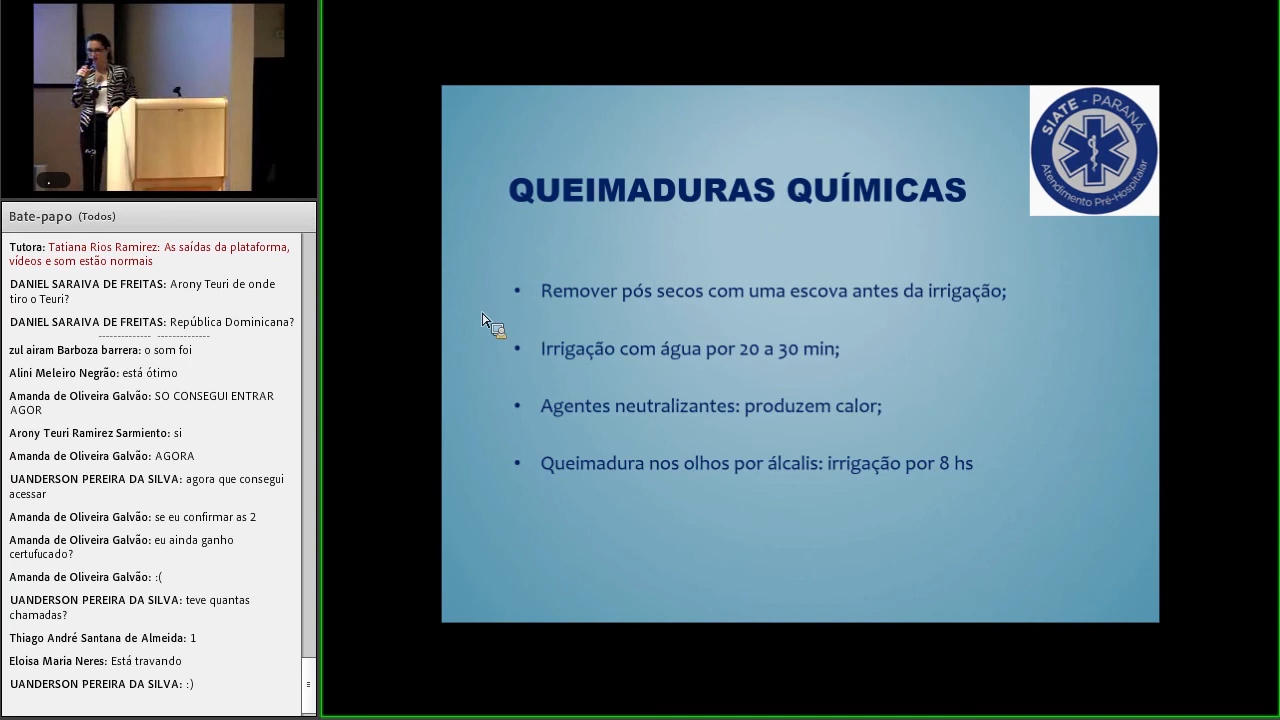 Bate-papo (Todos)
Tutora: Tatiana Rios Ramirez: As saídas da plataforma,
vídeos e som estão normais
DANIEL SARAIVA DE FREITAS: Arony Teuri de onde
tiro o Teuri?
DANIEL SARAIVA DE FREITAS: República Dominicana?
-------------- --------------
zul airam Barboza barrera: o som foi
Alini Meleiro Negrão: está ótimo
Amanda de Oliveira Galvão: SO CONSEGUI ENTRAR
AGOR
Arony Teuri Ramirez Sarmiento: si
Amanda de Oliveira Galvão: AGORA
UANDERSON PEREIRA DA SILVA: agora que consegui
acessar
Amanda de Oliveira Galvão: se eu confirmar as 2
Amanda de Oliveira Galvão: eu ainda ganho
certufucado?
Amanda de Oliveira Galvão: :(
UANDERSON PEREIRA DA SILVA: teve quantas
chamadas?
Thiago André Santana de Almeida: 1
Eloisa Maria Neres: Está travando
UANDERSON PEREIRA DA SILVA: :)
SIATE - PARANÁ
Atendimento Pré-Hospitalar
QUEIMADURAS QUÍMICAS
• Remover pós secos com uma escova antes da irrigação;
• Irrigação com água por 20 a 30 min;
• Agentes neutralizantes: produzem calor;
• Queimadura nos olhos por álcalis: irrigação por 8 hs